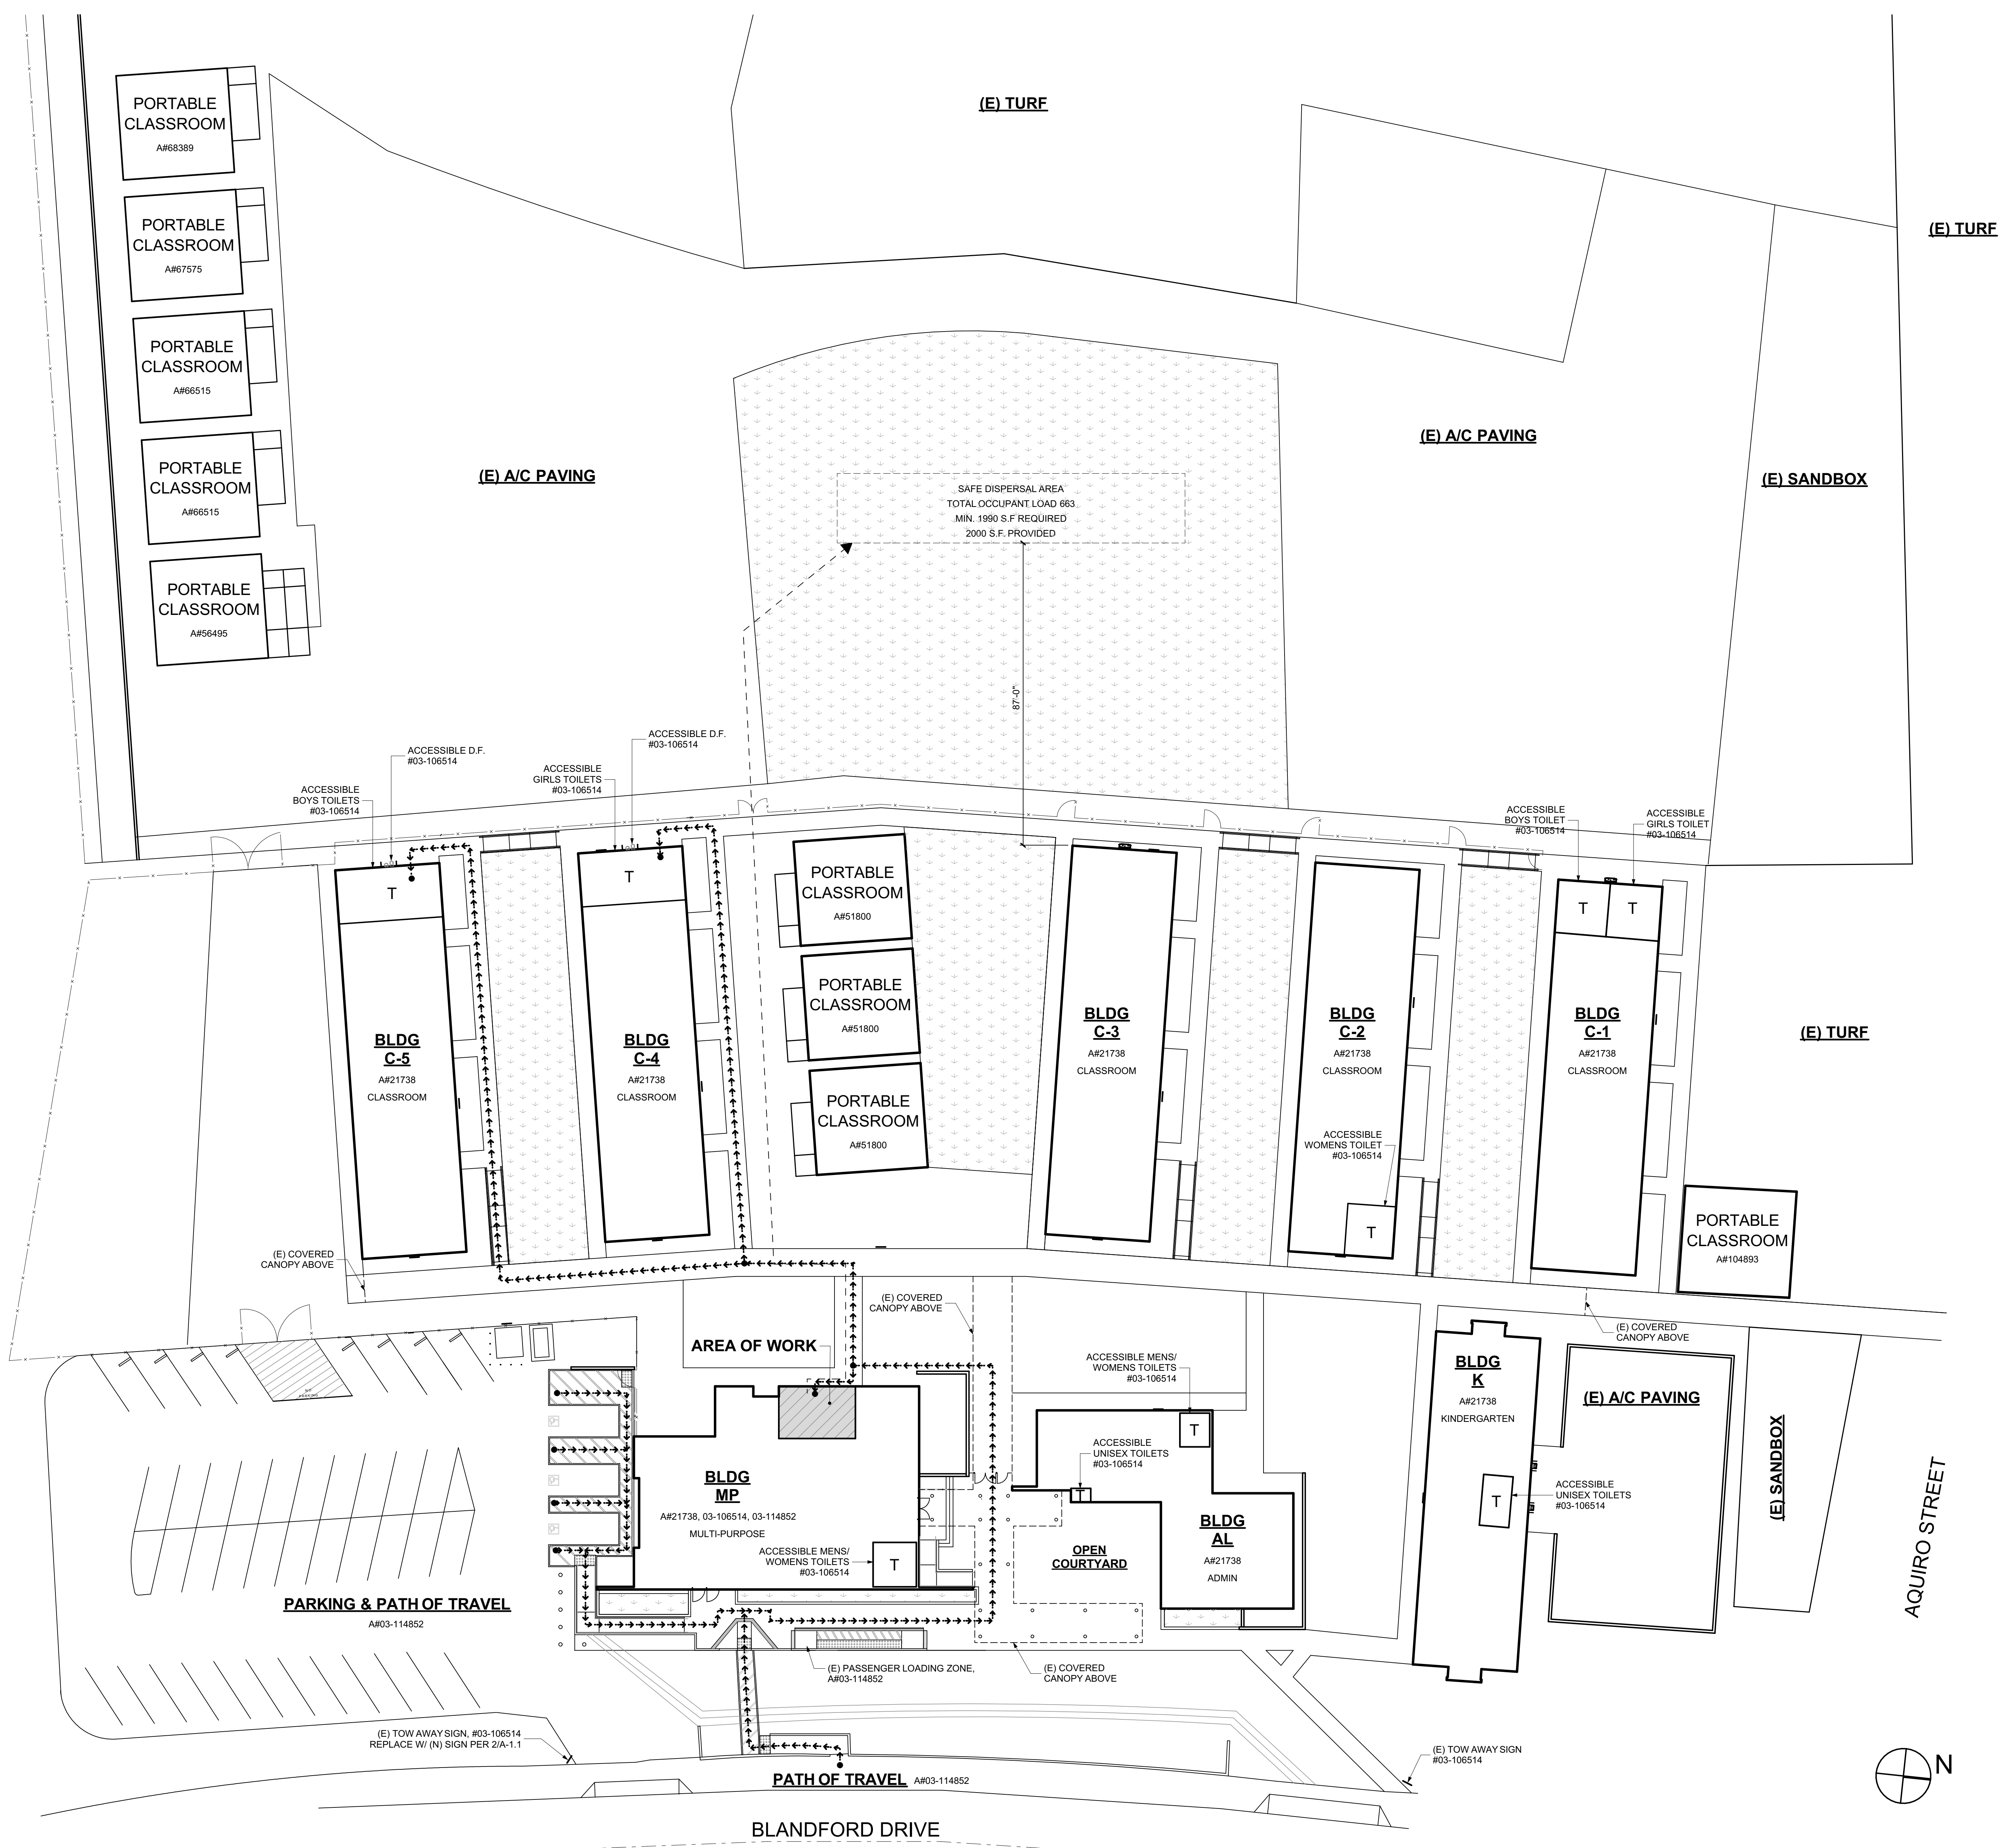 (E) TURF
PORTABLE
CLASSROOM
A#68389
PORTABLE
CLASSROOM
A#67575
(E) TURF
PORTABLE
CLASSROOM
A#66515
PORTABLE
CLASSROOM
A#66515
(E) A/C PAVING
(E) A/C PAVING
(E) SANDBOX
SAFE DISPERSAL AREA
TOTAL OCCUPANT LOAD 663
MIN. 1990 S.F REQUIRED
2000 S.F. PROVIDED
PORTABLE
CLASSROOM
A#56495
87'-0"
ACCESSIBLE D.F.
#03-106514
ACCESSIBLE D.F.
#03-106514
ACCESSIBLE
BOYS TOILETS
#03-106514
ACCESSIBLE
GIRLS TOILETS
#03-106514
ACCESSIBLE
BOYS TOILET
#03-106514
ACCESSIBLE
GIRLS TOILET
#03-106514
T
T
T
T
PORTABLE
CLASSROOM
A#51800
PORTABLE
CLASSROOM
A#51800
PORTABLE
CLASSROOM
A#51800
BLDG
C-5
A#21738
CLASSROOM
BLDG
C-4
A#21738
CLASSROOM
BLDG
C-3
A#21738
CLASSROOM
BLDG
C-2
A#21738
CLASSROOM
BLDG
C-1
A#21738
CLASSROOM
(E) TURF
ACCESSIBLE
WOMENS TOILET
#03-106514
T
PORTABLE
CLASSROOM
A#104893
(E) COVERED
CANOPY ABOVE
(E) COVERED
CANOPY ABOVE
(E) COVERED
CANOPY ABOVE
AREA OF WORK
ACCESSIBLE MENS/
WOMENS TOILETS
#03-106514
T
BLDG
K
A#21738
KINDERGARTEN
(E) A/C PAVING
(E) SANDBOX
NO
PARKING
ACCESSIBLE
UNISEX TOILETS
#03-106514
T
BLDG
MP
A#21738, 03-106514, 03-114852
MULTI-PURPOSE
ACCESSIBLE MENS/
WOMENS TOILETS
#03-106514
T
OPEN
COURTYARD
BLDG
AL
A#21738
ADMIN
T
ACCESSIBLE
UNISEX TOILETS
#03-106514
AQUIRO STREET
PARKING & PATH OF TRAVEL
A#03-114852
(E) PASSENGER LOADING ZONE,
A#03-114852
(E) COVERED
CANOPY ABOVE
(E) TOW AWAY SIGN, #03-106514
REPLACE W/ (N) SIGN PER 2/A-1.1
(E) TOW AWAY SIGN
#03-106514
PATH OF TRAVEL A#03-114852
N
BLANDFORD DRIVE